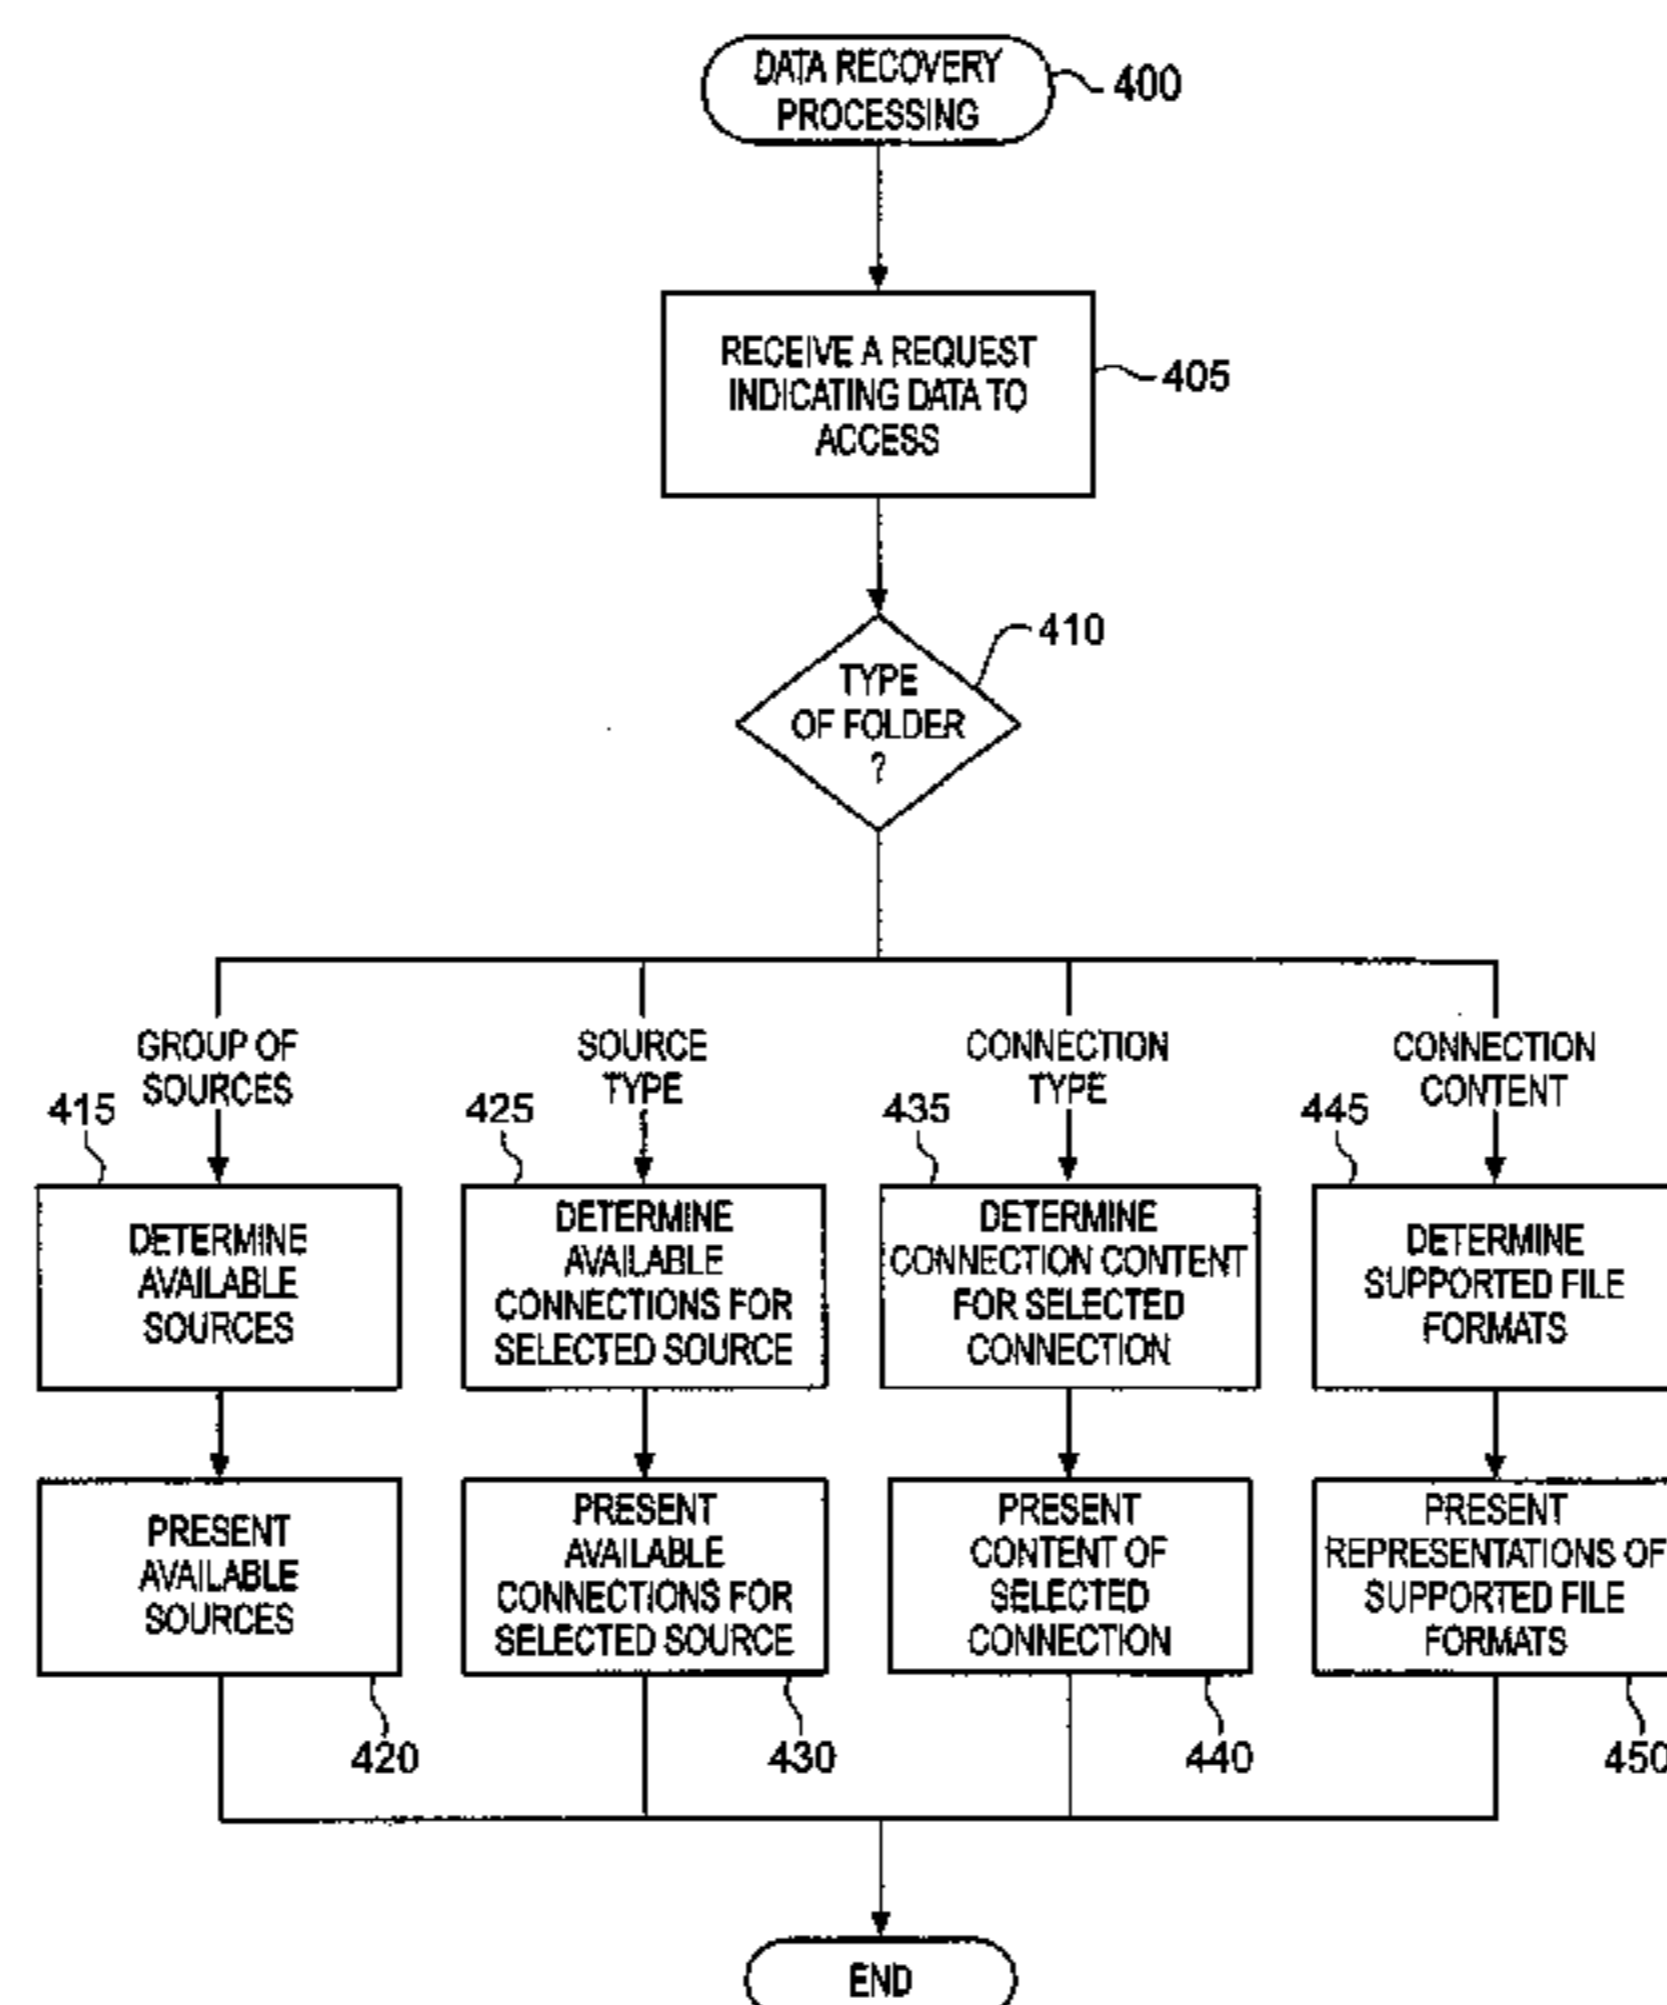 DATA RECOVERY
PROCESSING
400
RECEIVE A REQUEST
INDICATING DATA TO
ACCESS
405
TYPE
OF FOLDER
?
410
GROUP OF
SOURCES
415
DETERMINE
AVAILABLE
SOURCES
PRESENT
AVAILABLE
SOURCES
420
SOURCE
TYPE
425
DETERMINE
AVAILABLE
CONNECTIONS FOR
SELECTED SOURCE
PRESENT
AVAILABLE
CONNECTIONS FOR
SELECTED SOURCE
430
CONNECTION
TYPE
435
DETERMINE
CONNECTION CONTENT
FOR SELECTED
CONNECTION
PRESENT
CONTENT OF
SELECTED
CONNECTION
440
CONNECTION
CONTENT
445
DETERMINE
SUPPORTED FILE
FORMATS
PRESENT
REPRESENTATIONS OF
SUPPORTED FILE
FORMATS
450
END